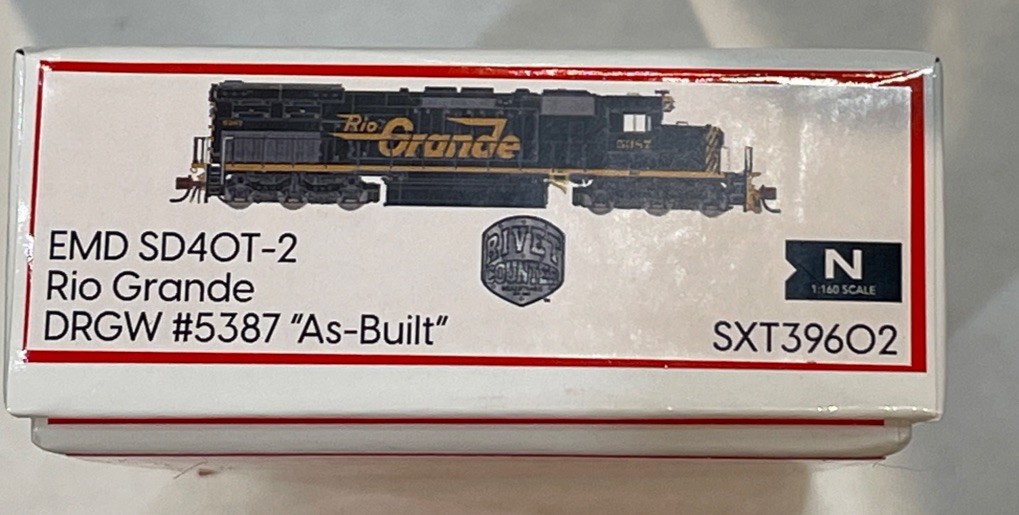 Rio Grande
5387
RIVET
COUNTER
EMD SD40T-2
Rio Grande
DRGW #5387 "As-Built"
N
1:160 SCALE
SXT39602